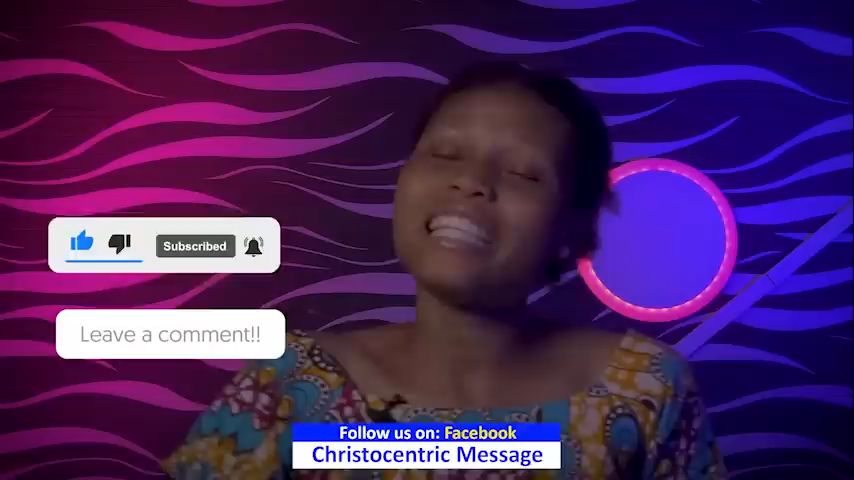 Subscribed
Leave a comment!!
Follow us on: Facebook
Christocentric Message